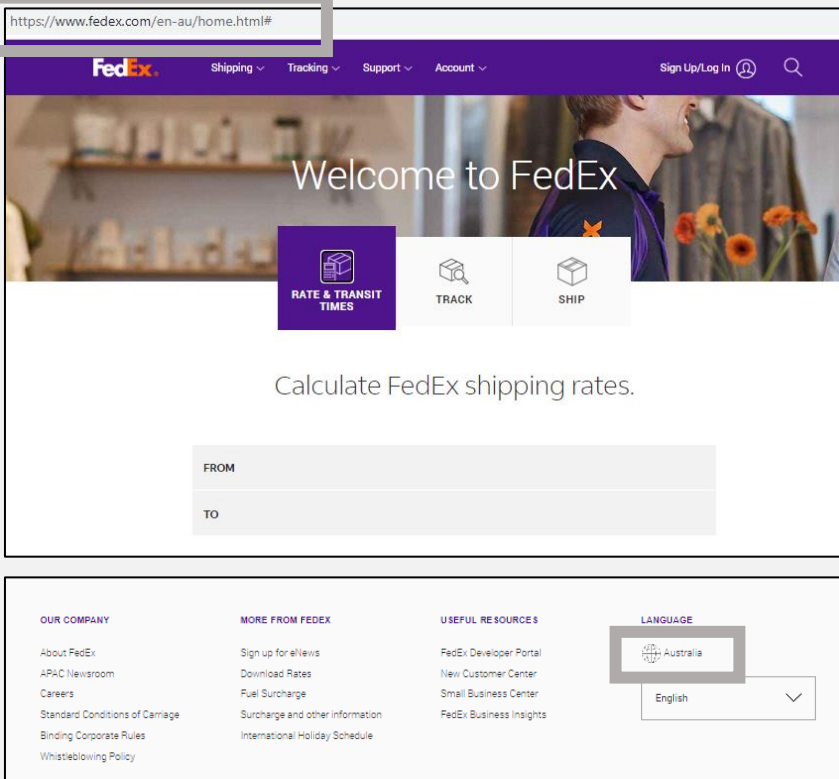 https://www.fedex.com/en-au/home.html#
FedEx. Shipping Tracking Support Account Sign Up/Log In
Welcome to FedEx
RATE & TRANSIT
TIMES
TRACK
SHIP
Calculate FedEx shipping rates.
FROM
TO
OUR COMPANY
About FedEx
APAC Newsroom
Careers
Standard Conditions of Carriage
Binding Corporate Rules
Whistleblowing Policy
MORE FROM FEDEX
Sign up for eNews
Download Rates
Fuel Surcharge
Surcharge and other information
International Holiday Schedule
USEFUL RESOURCES
FedEx Developer Portal
New Customer Center
Small Business Center
FedEx Business Insights
LANGUAGE
Australia
English